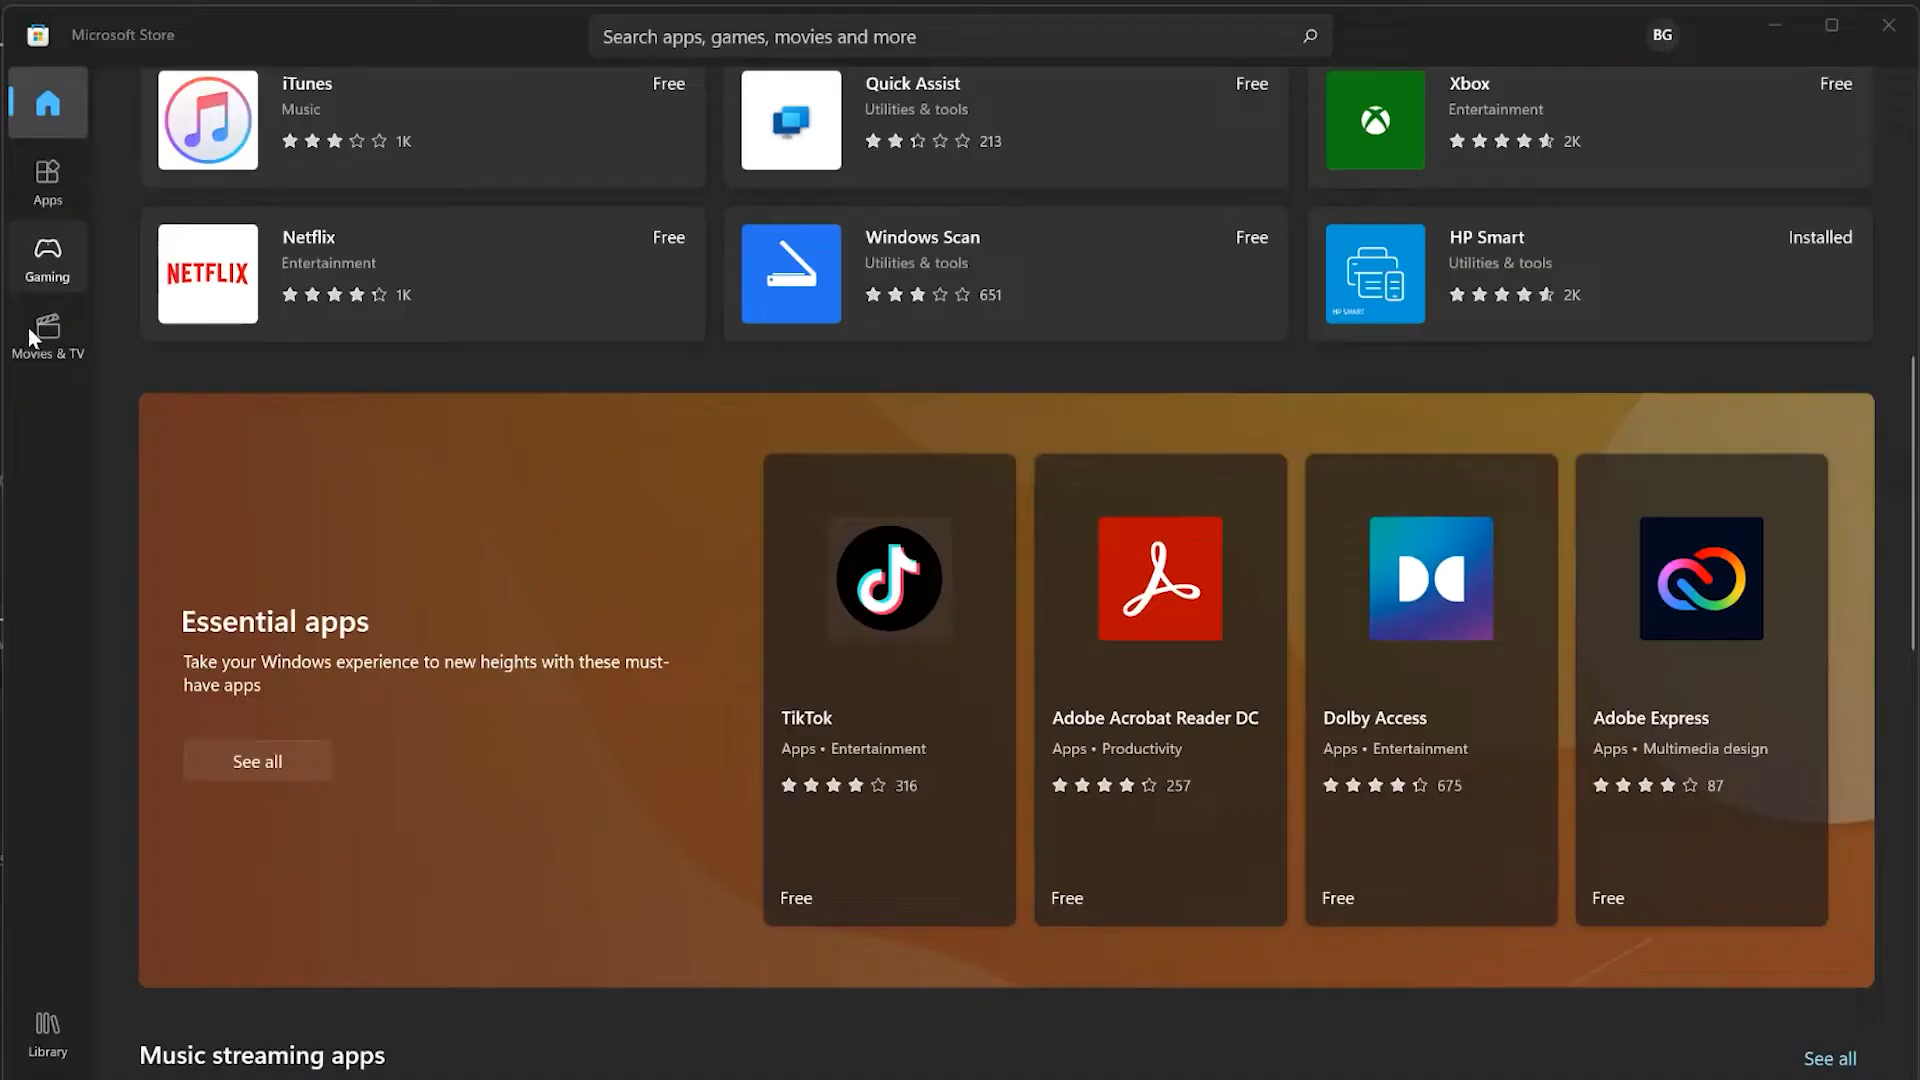 Microsoft Store
Search apps, games, movies and more
BG
iTunes
Free
Music
1K
Quick Assist
Free
Utilities & tools
213
Xbox
Free
Entertainment
2K
Apps
Gaming
Movies & TV
NETFLIX
Netflix
Free
Entertainment
1K
Windows Scan
Free
Utilities & tools
651
HP SMART
HP Smart
Installed
Utilities & tools
2K
Essential apps
Take your Windows experience to new heights with these must-
have apps
See all
TikTok
Apps • Entertainment
316
Free
Adobe Acrobat Reader DC
Apps • Productivity
257
Free
Dolby Access
Apps • Entertainment
675
Free
Adobe Express
Apps • Multimedia design
87
Free
Library
Music streaming apps
See all